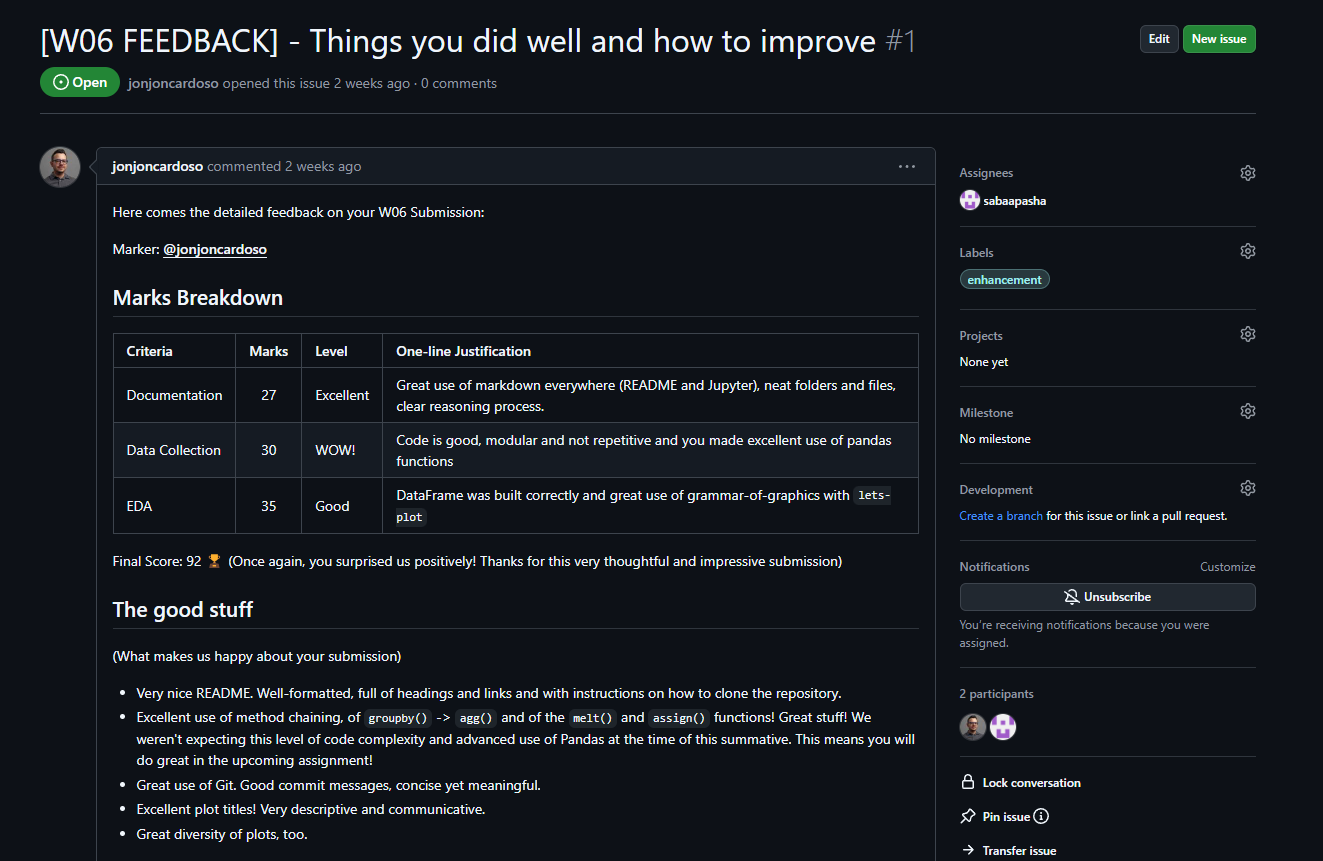 [W06 FEEDBACK] - Things you did well and how to improve #1
Edit
New issue
Open
jonjoncardoso opened this issue 2 weeks ago · 0 comments
jonjoncardoso commented 2 weeks ago
Here comes the detailed feedback on your W06 Submission:
Marker: @jonjoncardoso
Marks Breakdown
Criteria Marks Level One-line Justification
Documentation 27 Excellent Great use of markdown everywhere (README and Jupyter), neat folders and files,
clear reasoning process.
Data Collection 30 WOW! Code is good, modular and not repetitive and you made excellent use of pandas
functions
EDA 35 Good DataFrame was built correctly and great use of grammar-of-graphics with lets-
plot
Final Score: 92 🏆 (Once again, you surprised us positively! Thanks for this very thoughtful and impressive submission)
The good stuff
(What makes us happy about your submission)
• Very nice README. Well-formatted, full of headings and links and with instructions on how to clone the repository.
• Excellent use of method chaining, of groupby() -> agg() and of the melt() and assign() functions! Great stuff! We
weren't expecting this level of code complexity and advanced use of Pandas at the time of this summative. This means you will
do great in the upcoming assignment!
• Great use of Git. Good commit messages, concise yet meaningful.
• Excellent plot titles! Very descriptive and communicative.
• Great diversity of plots, too.
Assignees
sabaapasha
Labels
enhancement
Projects
None yet
Milestone
No milestone
Development
Create a branch for this issue or link a pull request.
Notifications
Customize
Unsubscribe
You're receiving notifications because you were
assigned.
2 participants
Lock conversation
Pin issue
Transfer issue